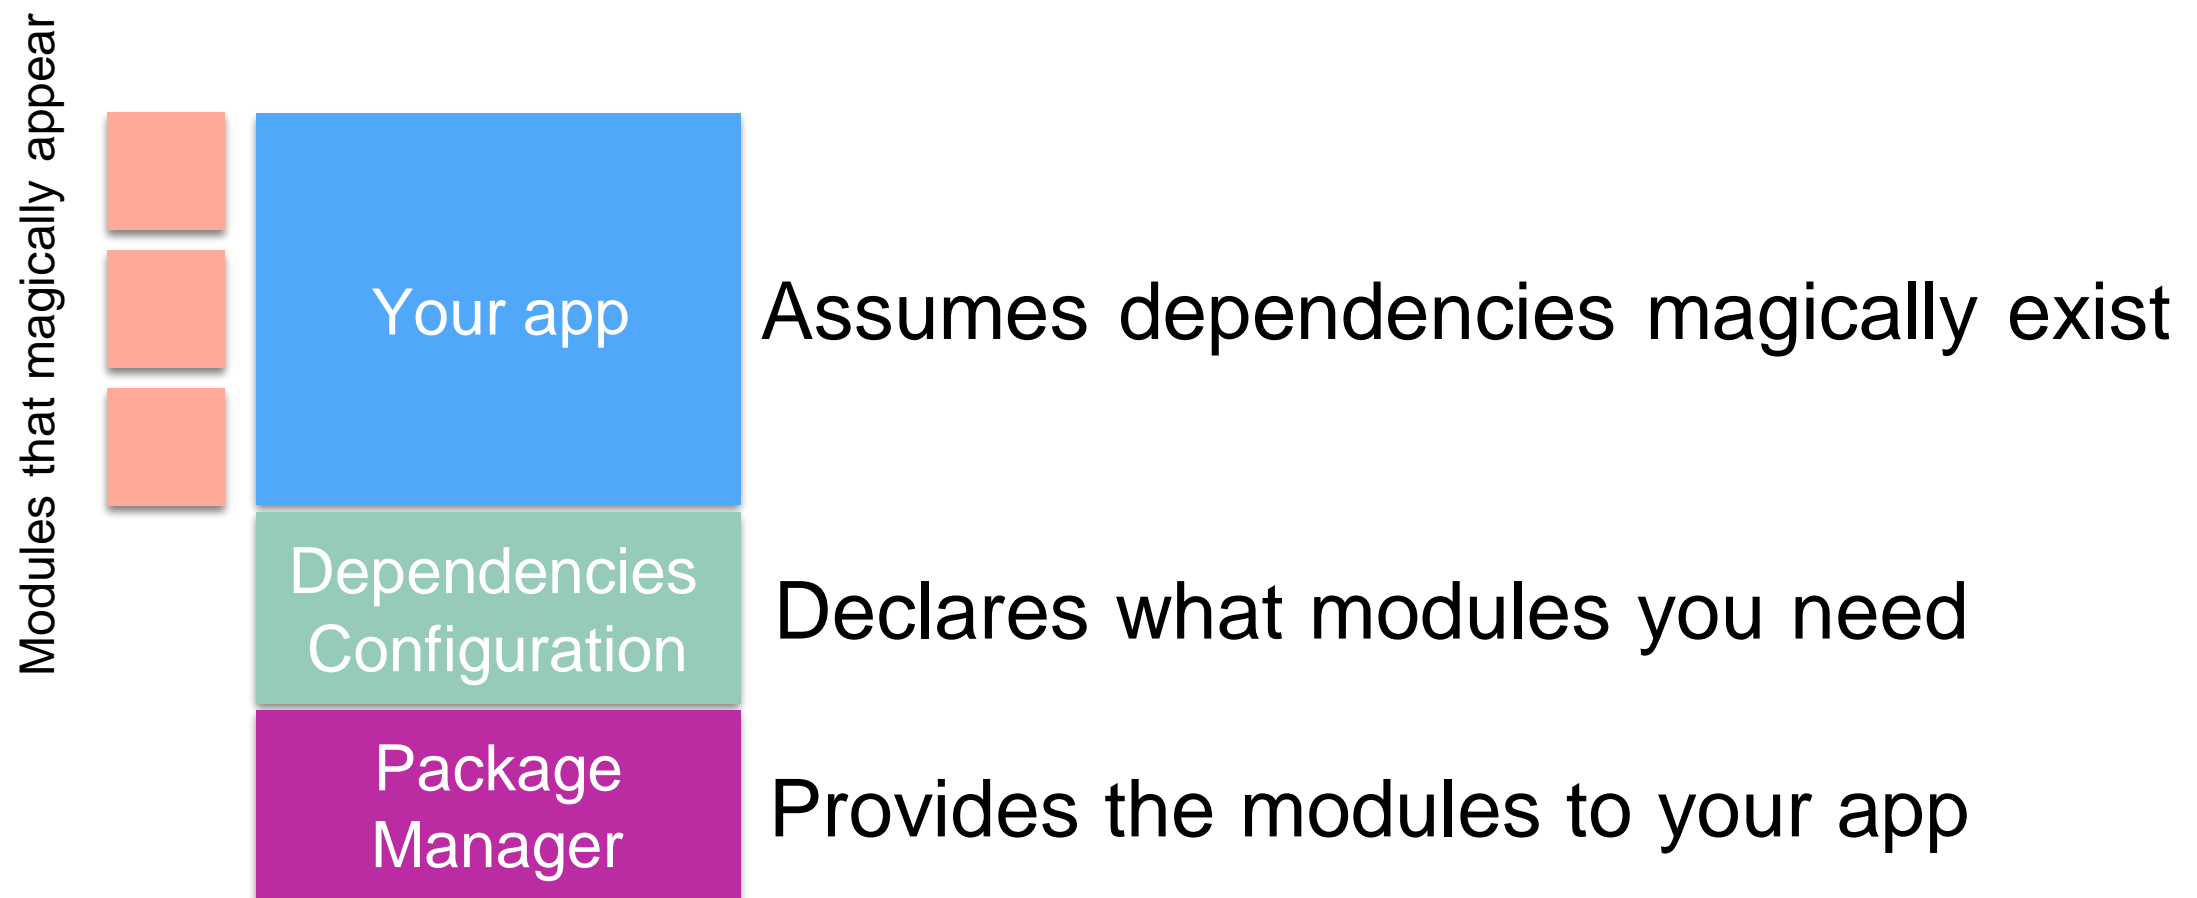 Modules that magically appear
Your app
Assumes dependencies magically exist
Dependencies
Configuration
Declares what modules you need
Package
Manager
Provides the modules to your app